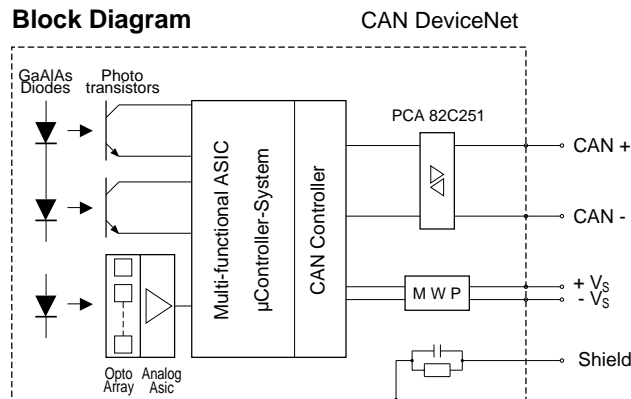 Block Diagram
CAN DeviceNet
GaAlAs
Diodes
Photo
transistors
Multi-functional ASIC
µController-System
CAN Controller
PCA 82C251
CAN +
CAN -
M W P
+ VS
- VS
Shield
Opto
Array
Analog
Asic